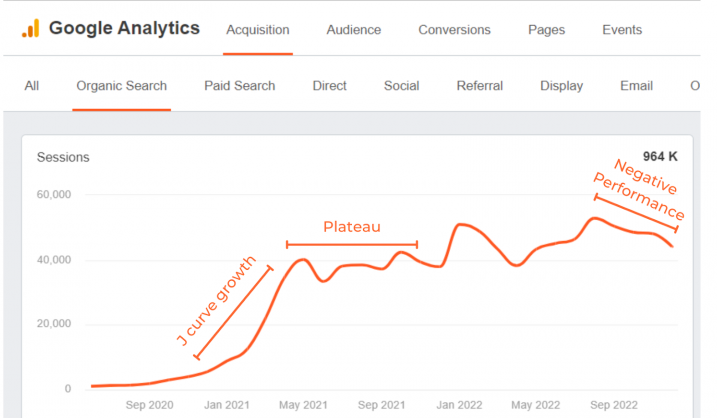 Google Analytics Acquisition Audience Conversions Pages Events
All Organic Search Paid Search Direct Social Referral Display Email O
Sessions 964 K
Negative
Performance
60,000
Plateau
40,000
J curve growth
20,000
0
Sep 2020 Jan 2021 May 2021 Sep 2021 Jan 2022 May 2022 Sep 2022